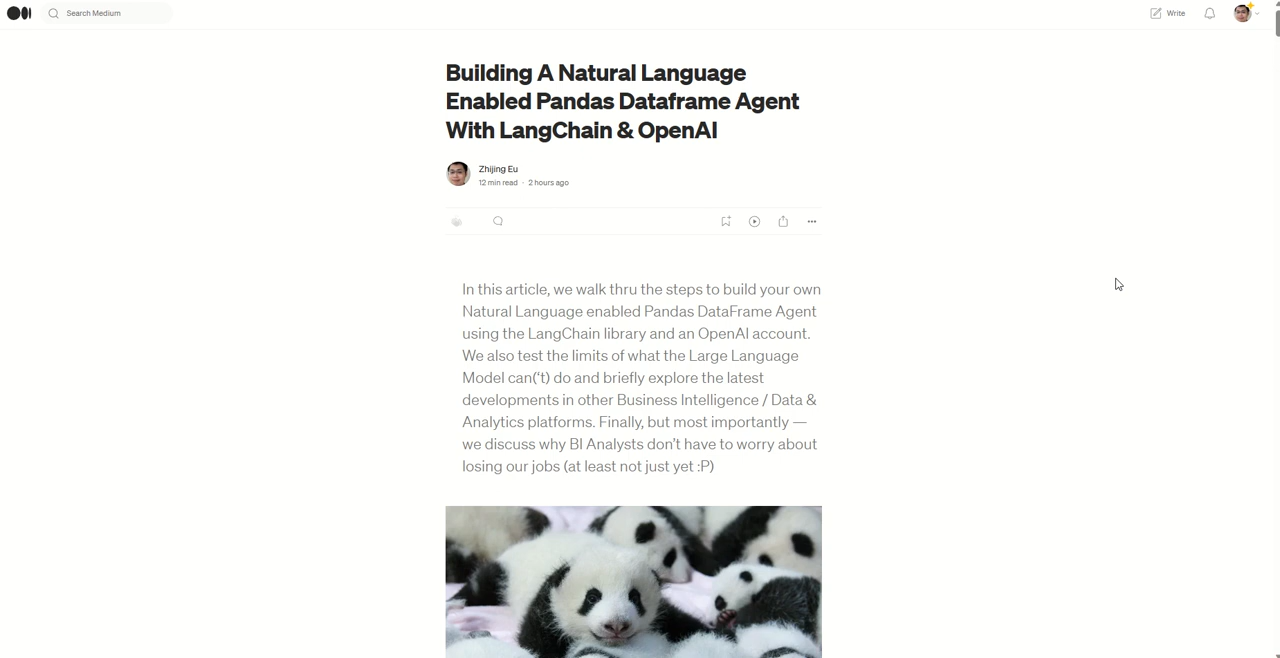 Search Medium
Write
Building A Natural Language
Enabled Pandas Dataframe Agent
With LangChain & OpenAI
Zhijing Eu
12 min read · 2 hours ago
In this article, we walk thru the steps to build your own
Natural Language enabled Pandas DataFrame Agent
using the LangChain library and an OpenAI account.
We also test the limits of what the Large Language
Model can(‘t) do and briefly explore the latest
developments in other Business Intelligence / Data &
Analytics platforms. Finally, but most importantly —
we discuss why BI Analysts don’t have to worry about
losing our jobs (at least not just yet :P)